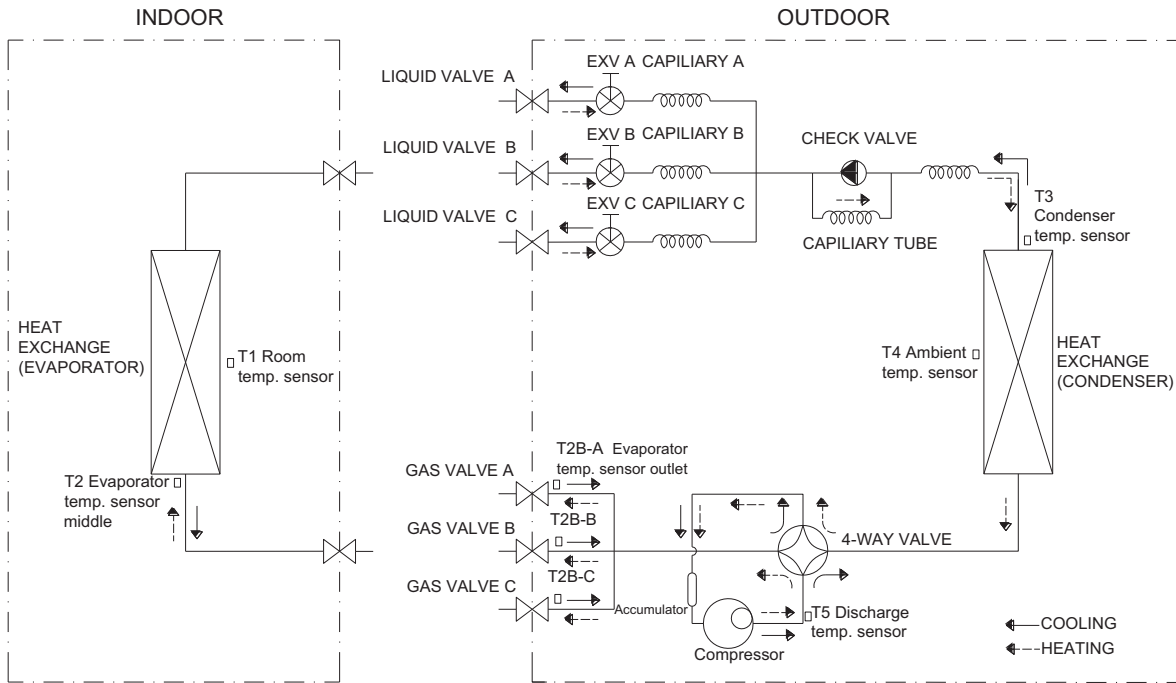 INDOOR
OUTDOOR
LIQUID VALVE A
EXV A CAPILIARY A
LIQUID VALVE B
EXV B CAPILIARY B
CHECK VALVE
LIQUID VALVE C
EXV C CAPILIARY C
CAPILIARY TUBE
T3
Condenser
temp. sensor
HEAT
EXCHANGE
(EVAPORATOR)
T1 Room
temp. sensor
T4 Ambient
temp. sensor
HEAT
EXCHANGE
(CONDENSER)
T2 Evaporator
temp. sensor
middle
GAS VALVE A
T2B-A Evaporator
temp. sensor outlet
GAS VALVE B
T2B-B
4-WAY VALVE
GAS VALVE C
T2B-C
Accumulator
T5 Discharge
temp. sensor
Compressor
COOLING
HEATING